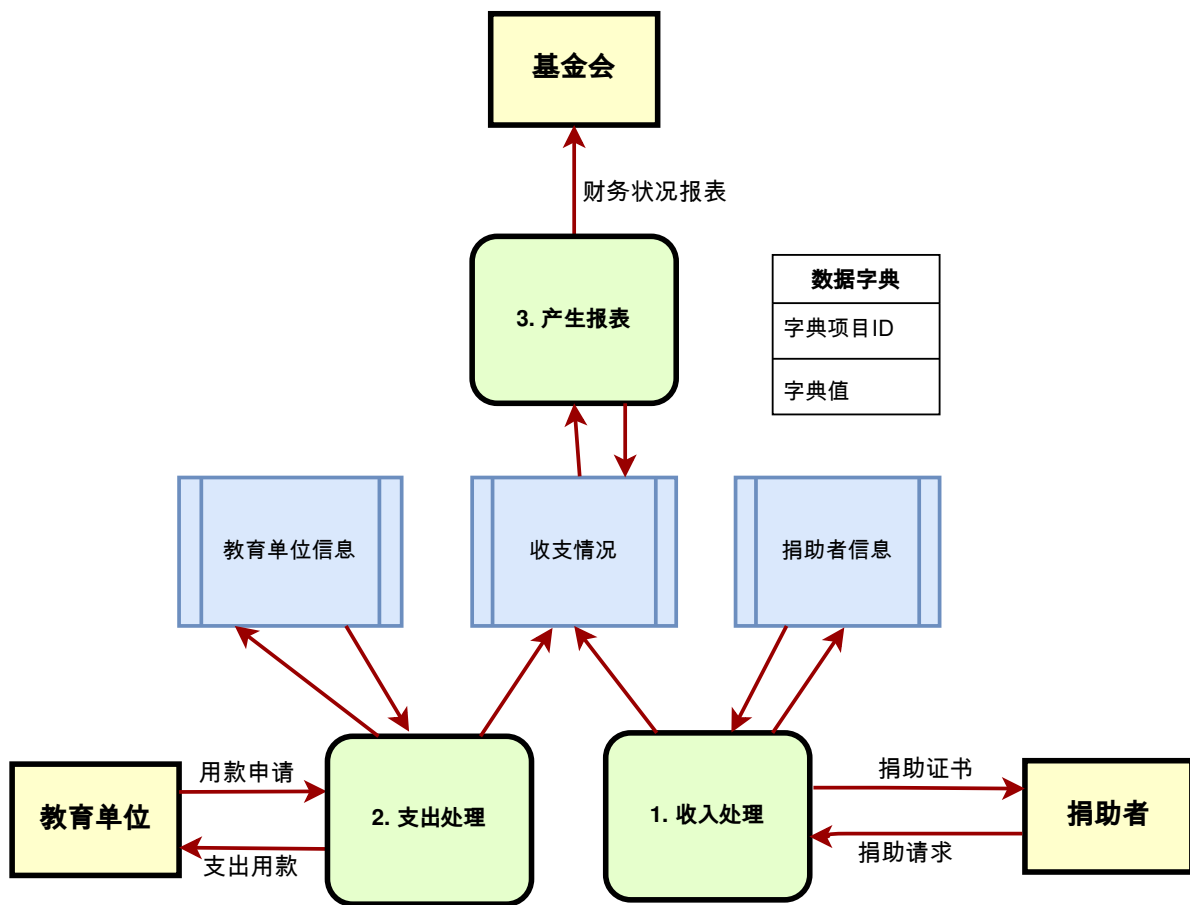 基金会
财务状况报表
3. 产生报表
数据字典
字典项目ID
字典值
教育单位信息
收支情况
捐助者信息
教育单位
用款申请
支出用款
2. 支出处理
1. 收入处理
捐助证书
捐助请求
捐助者